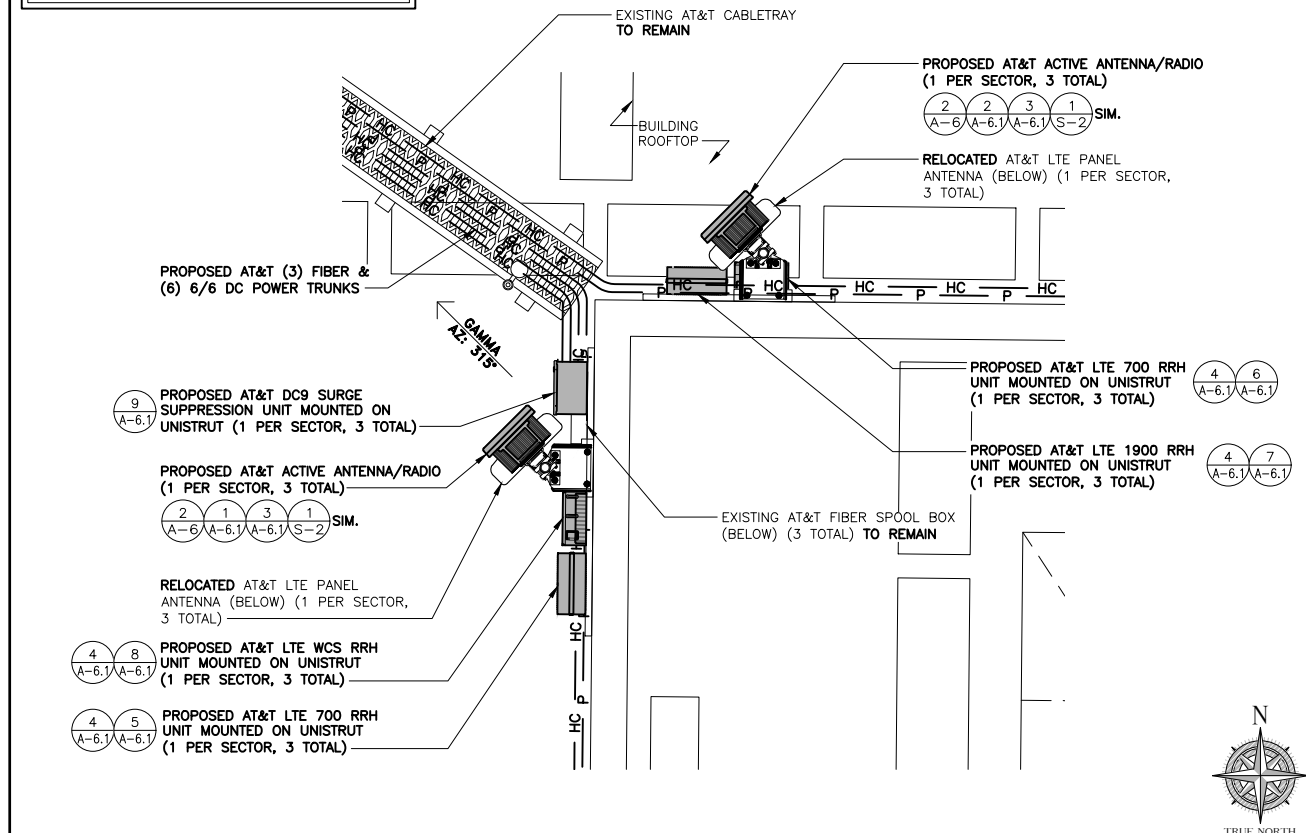 EXISTING AT&T CABLETRAY
TO REMAIN
PROPOSED AT&T ACTIVE ANTENNA/RADIO
(1 PER SECTOR, 3 TOTAL)
2
A-6
2
A-6.1
3
A-6.1
1
S-2
SIM.
BUILDING
ROOFTOP
RELOCATED AT&T LTE PANEL
ANTENNA (BELOW) (1 PER SECTOR,
3 TOTAL)
PROPOSED AT&T (3) FIBER &
(6) 6/6 DC POWER TRUNKS
P
HC
HC
P
HC
P
HC
P
HC
P
HC
P
HC
GAMMA
AZ: 315°
PROPOSED AT&T LTE 700 RRH
UNIT MOUNTED ON UNISTRUT
(1 PER SECTOR, 3 TOTAL)
4
A-6.1
6
A-6.1
9
A-6.1
PROPOSED AT&T DC9 SURGE
SUPPRESSION UNIT MOUNTED ON
UNISTRUT (1 PER SECTOR, 3 TOTAL)
PROPOSED AT&T LTE 1900 RRH
UNIT MOUNTED ON UNISTRUT
(1 PER SECTOR, 3 TOTAL)
4
A-6.1
7
A-6.1
PROPOSED AT&T ACTIVE ANTENNA/RADIO
(1 PER SECTOR, 3 TOTAL)
2
A-6
1
A-6.1
3
A-6.1
1
S-2
SIM.
EXISTING AT&T FIBER SPOOL BOX
(BELOW) (3 TOTAL) TO REMAIN
RELOCATED AT&T LTE PANEL
ANTENNA (BELOW) (1 PER SECTOR,
3 TOTAL)
HC
P
HC
4
A-6.1
8
A-6.1
PROPOSED AT&T LTE WCS RRH
UNIT MOUNTED ON UNISTRUT
(1 PER SECTOR, 3 TOTAL)
4
A-6.1
5
A-6.1
PROPOSED AT&T LTE 700 RRH
UNIT MOUNTED ON UNISTRUT
(1 PER SECTOR, 3 TOTAL)
N
TRUE NORTH